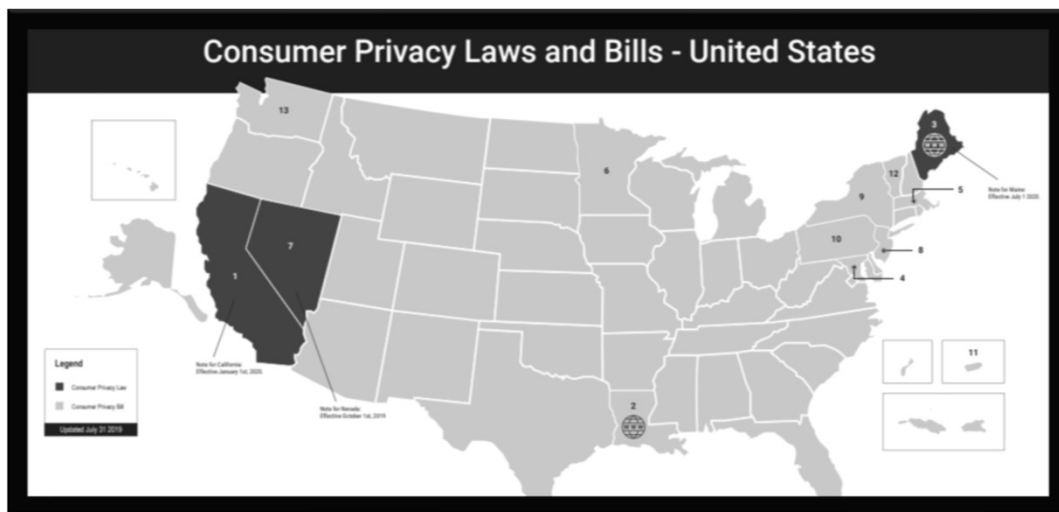 Consumer Privacy Laws and Bills - United States
13
3
WWW
6
12
5
Note for Maine:
Effective July 1 2020.
9
7
10
8
1
4
Legend
Consumer Privacy Law
Consumer Privacy Bill
Updated July 31 2019
Note for California:
Effective January 1st, 2020.
Note for Nevada:
Effective October 1st, 2019
11
2
WWW